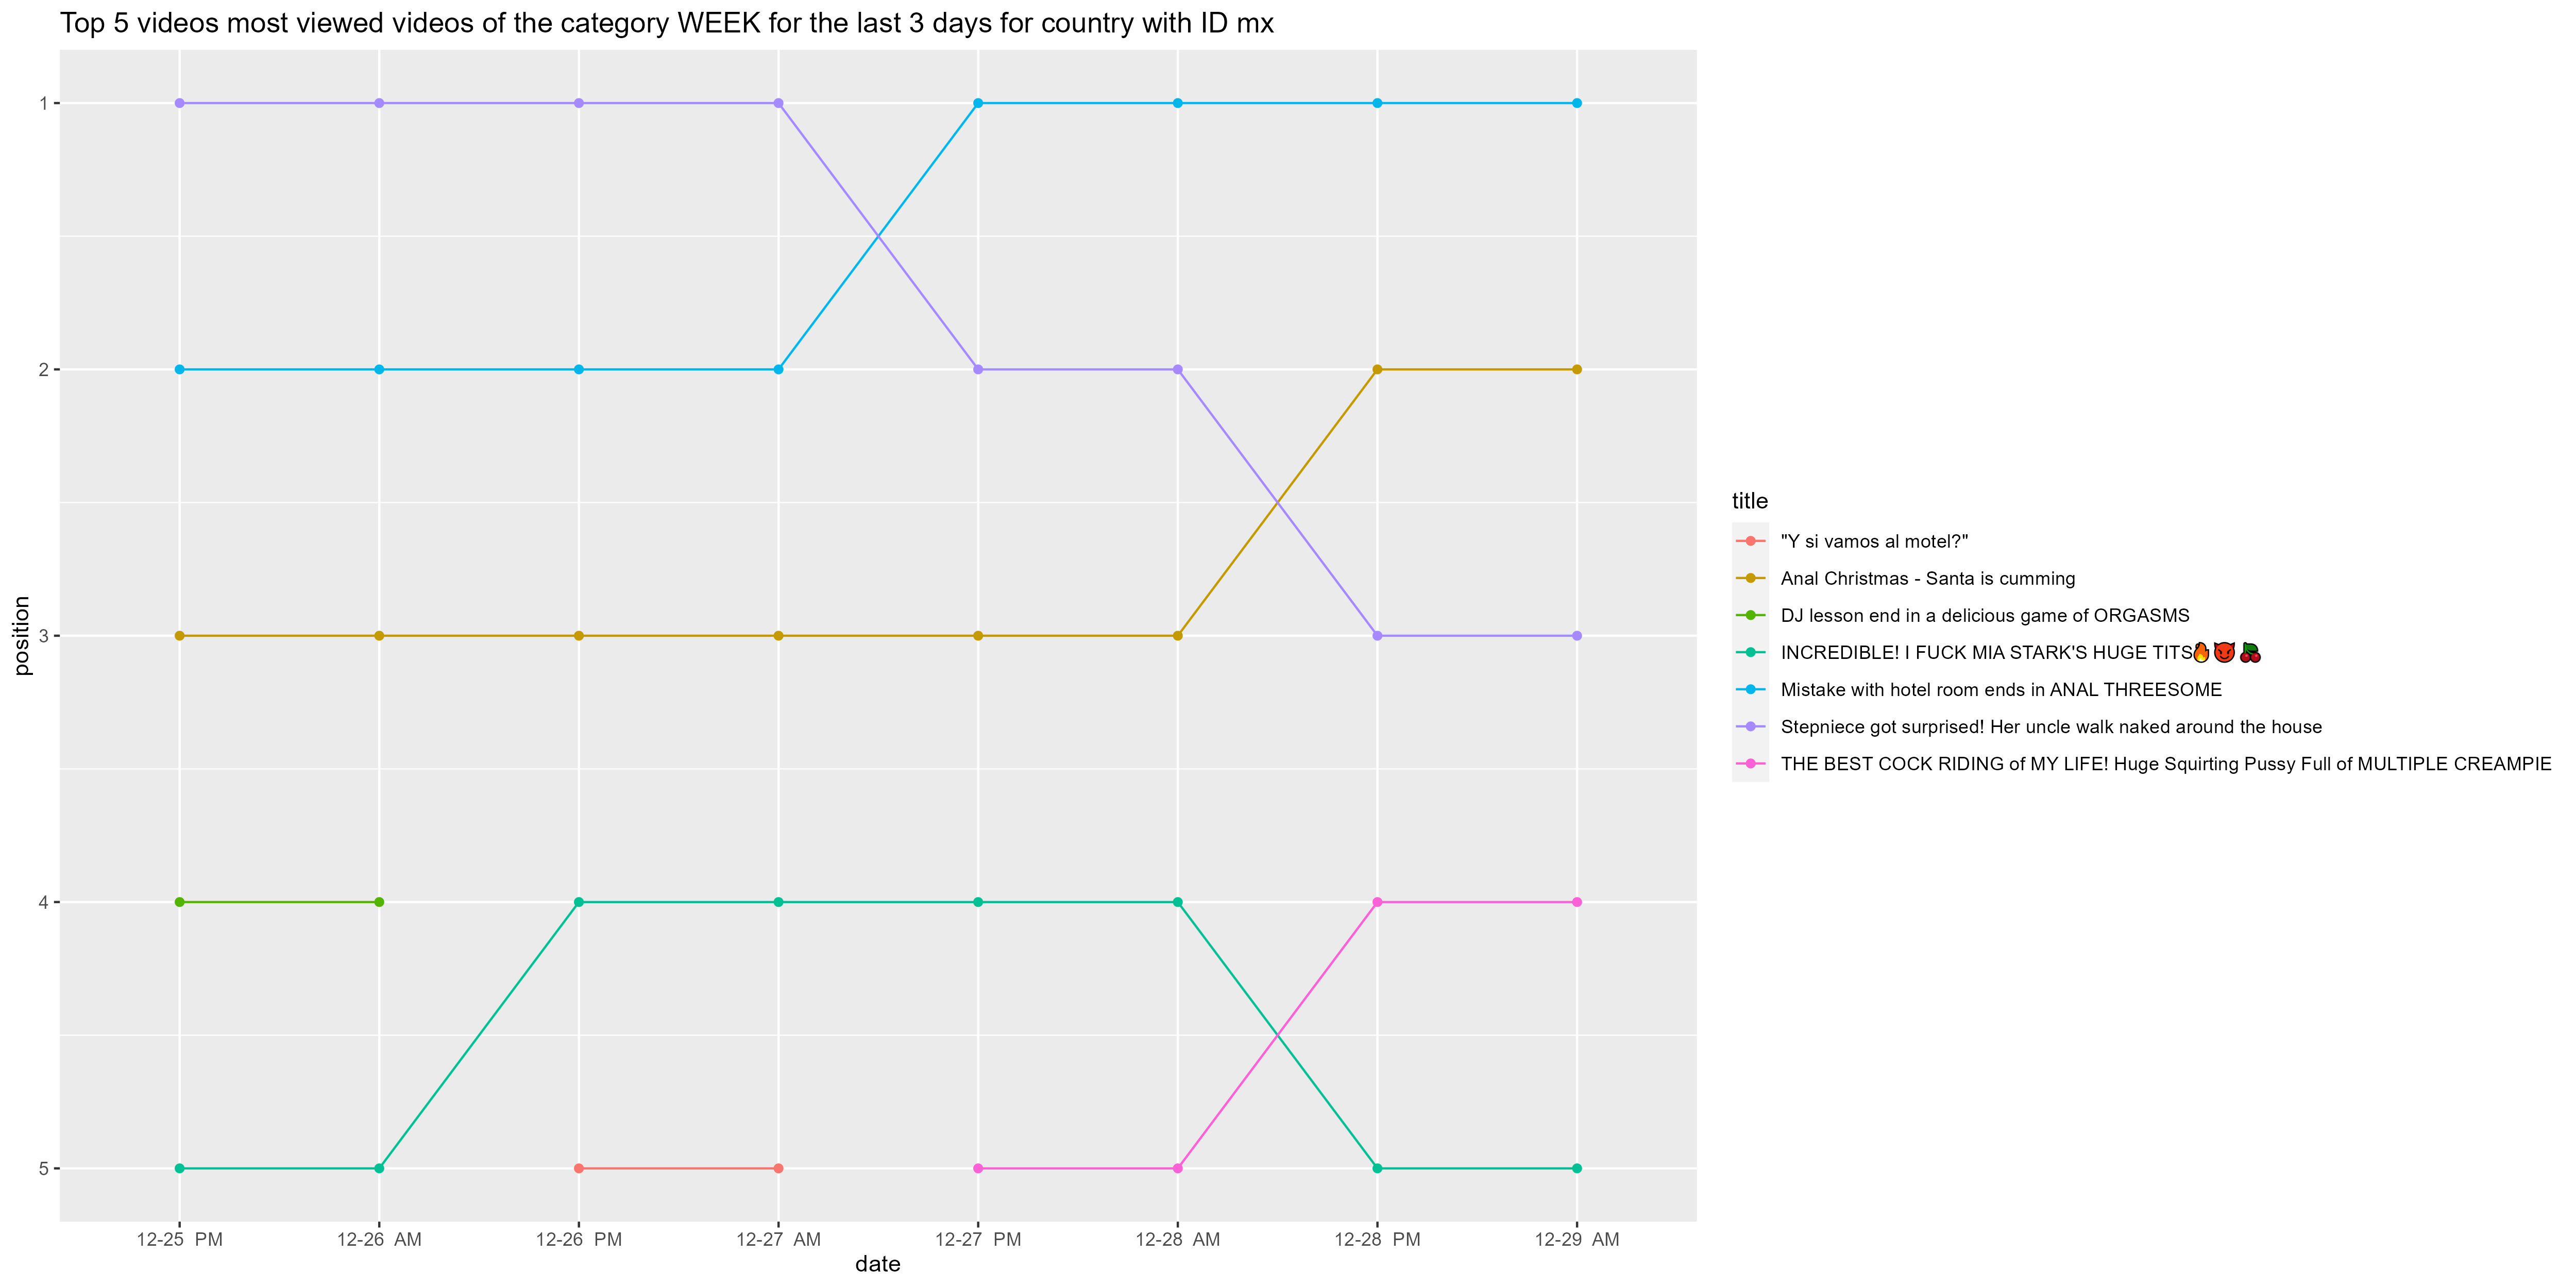 Top 5 videos most viewed videos of the category WEEK for the last 3 days for country with ID mx
1
2
3
4
5
position
12-25 PM
12-26 AM
12-26 PM
12-27 AM
12-27 PM
12-28 AM
12-28 PM
12-29 AM
date
title
"Y si vamos al motel?"
Anal Christmas - Santa is cumming
DJ lesson end in a delicious game of ORGASMS
INCREDIBLE! I FUCK MIA STARK'S HUGE TITS🔥😈🍒
Mistake with hotel room ends in ANAL THREESOME
Stepniece got surprised! Her uncle walk naked around the house
THE BEST COCK RIDING of MY LIFE! Huge Squirting Pussy Full of MULTIPLE CREAMPIE